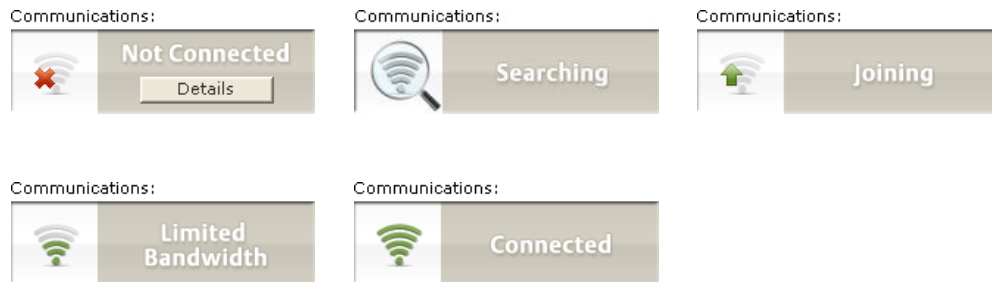 Communications:
Not Connected
Details
Communications:
Searching
Communications:
Joining
Communications:
Limited
Bandwidth
Communications:
Connected